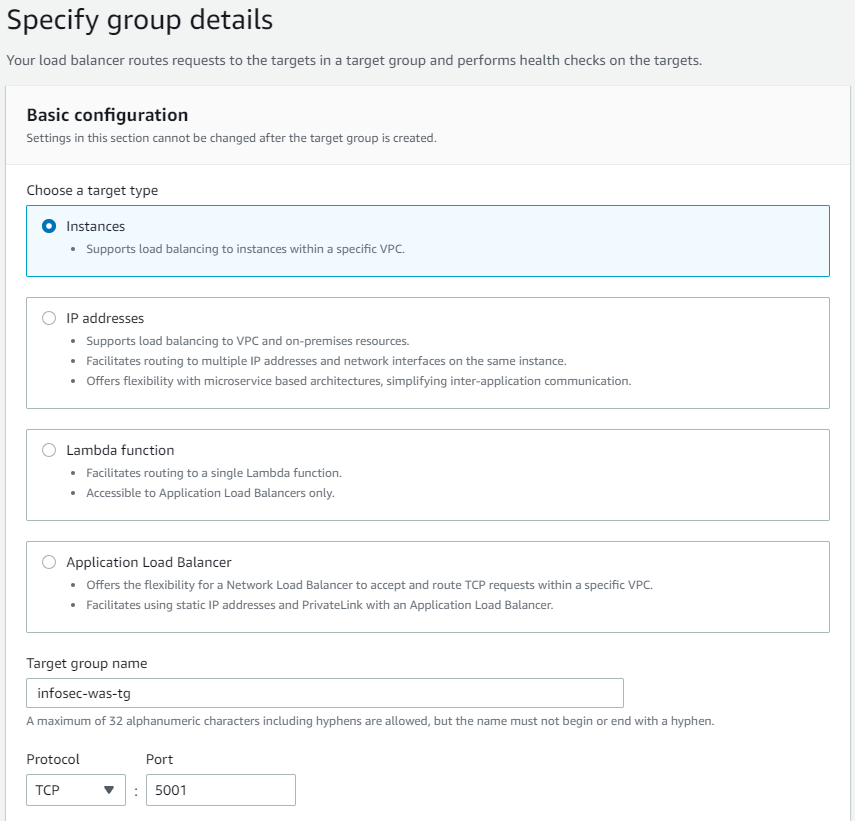 Specify group details
Your load balancer routes requests to the targets in a target group and performs health checks on the targets.
Basic configuration
Settings in this section cannot be changed after the target group is created.
Choose a target type
Instances
• Supports load balancing to instances within a specific VPC.
IP addresses
• Supports load balancing to VPC and on-premises resources.
• Facilitates routing to multiple IP addresses and network interfaces on the same instance.
• Offers flexibility with microservice based architectures, simplifying inter-application communication.
Lambda function
• Facilitates routing to a single Lambda function.
• Accessible to Application Load Balancers only.
Application Load Balancer
• Offers the flexibility for a Network Load Balancer to accept and route TCP requests within a specific VPC.
• Facilitates using static IP addresses and PrivateLink with an Application Load Balancer.
Target group name
infosec-was-tg
A maximum of 32 alphanumeric characters including hyphens are allowed, but the name must not begin or end with a hyphen.
Protocol Port
TCP : 5001